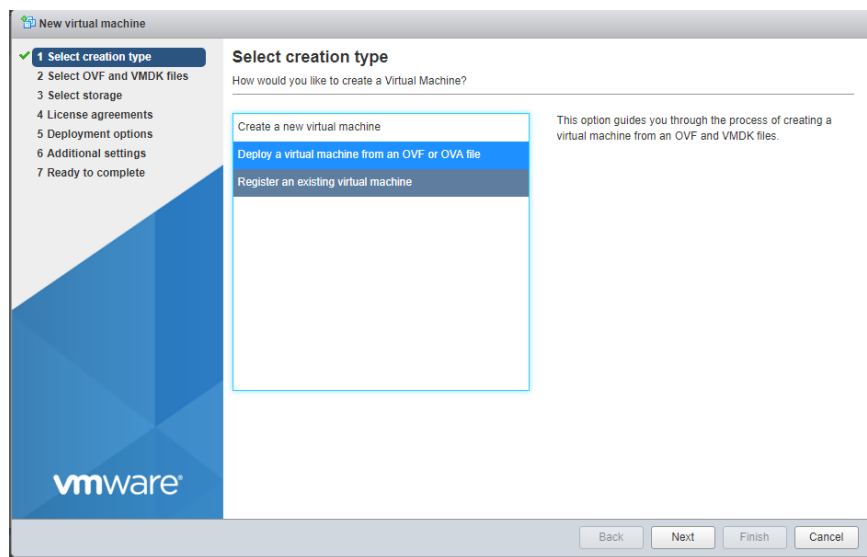 New virtual machine
1 Select creation type
2 Select OVF and VMDK files
3 Select storage
4 License agreements
5 Deployment options
6 Additional settings
7 Ready to complete
Select creation type
How would you like to create a Virtual Machine?
Create a new virtual machine
Deploy a virtual machine from an OVF or OVA file
Register an existing virtual machine
This option guides you through the process of creating a
virtual machine from an OVF and VMDK files.
vmware®
Back Next Finish Cancel